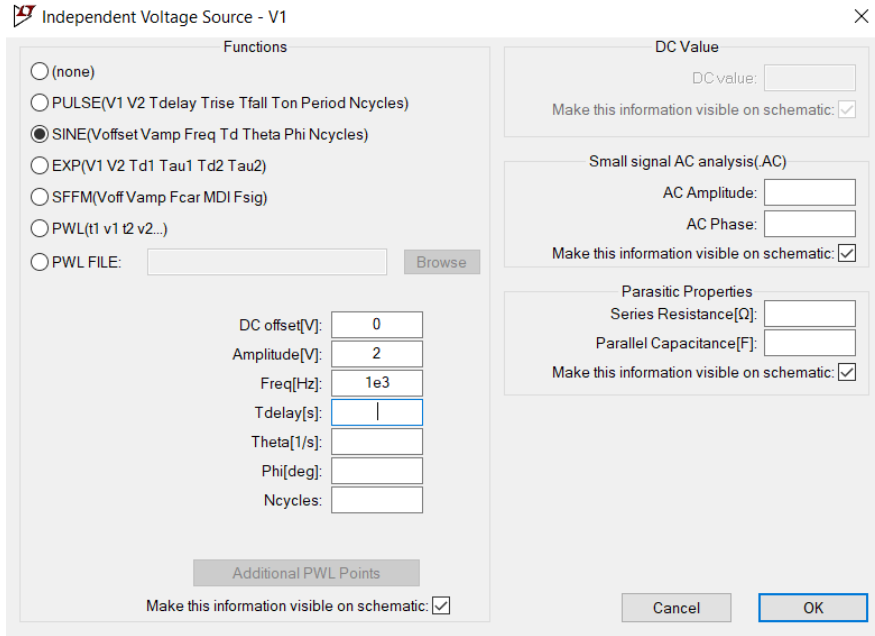 Independent Voltage Source - V1
Functions
(none)
PULSE(V1 V2 Tdelay Trise Tfall Ton Period Ncycles)
SINE(Voffset Vamp Freq Td Theta Phi Ncycles)
EXP(V1 V2 Td1 Tau1 Td2 Tau2)
SFFM(Voff Vamp Fcar MDI Fsig)
PWL(t1 v1 t2 v2...)
PWL FILE: Browse
DC offset[V]: 0
Amplitude[V]: 2
Freq[Hz]: 1e3
Tdelay[s]:
Theta[1/s]:
Phi[deg]:
Ncycles:
Additional PWL Points
Make this information visible on schematic:
DC Value
DC value:
Make this information visible on schematic:
Small signal AC analysis(.AC)
AC Amplitude:
AC Phase:
Make this information visible on schematic:
Parasitic Properties
Series Resistance[Ω]:
Parallel Capacitance[F]:
Make this information visible on schematic:
Cancel OK